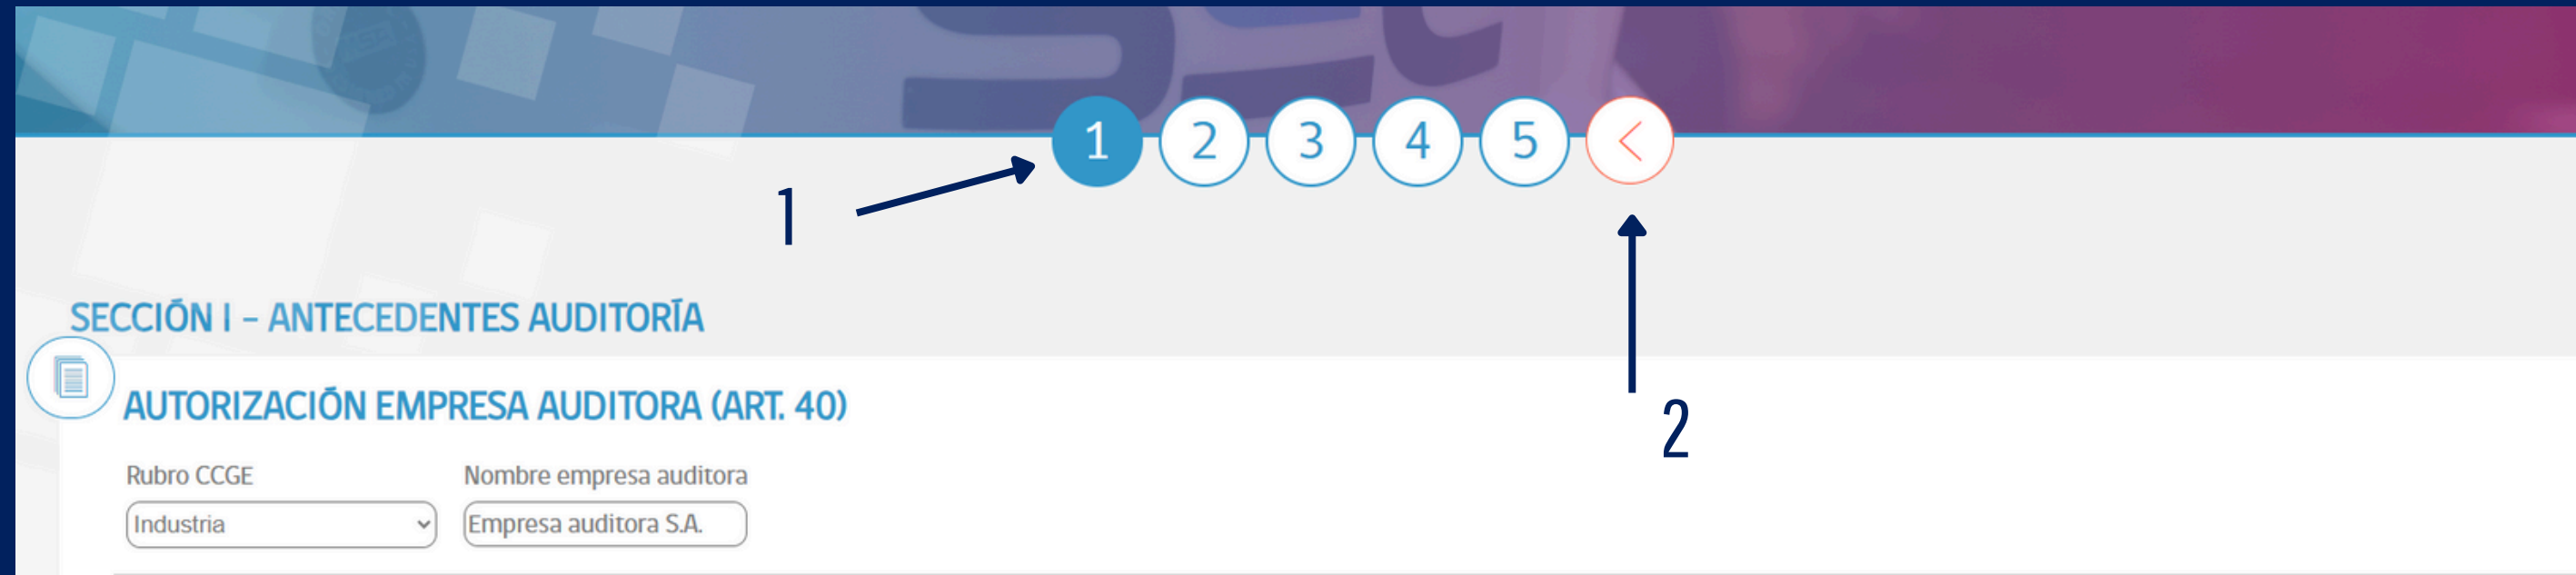 1 2 3 4 5 <
1
2
SECCIÓN I - ANTECEDENTES AUDITORÍA
AUTORIZACIÓN EMPRESA AUDITORA (ART. 40)
Rubro CCGE Nombre empresa auditora
Industria Empresa auditora S.A.